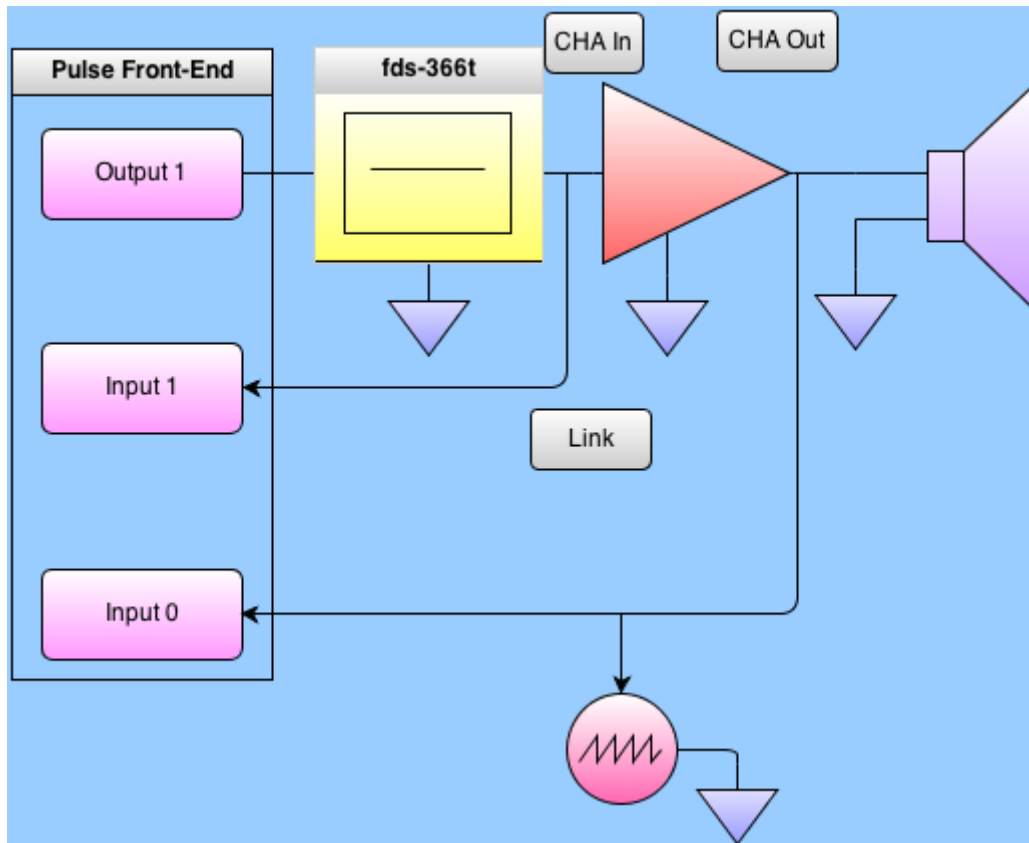 CHA In
CHA Out
Pulse Front-End
fds-366t
Output 1
Input 1
Link
Input 0